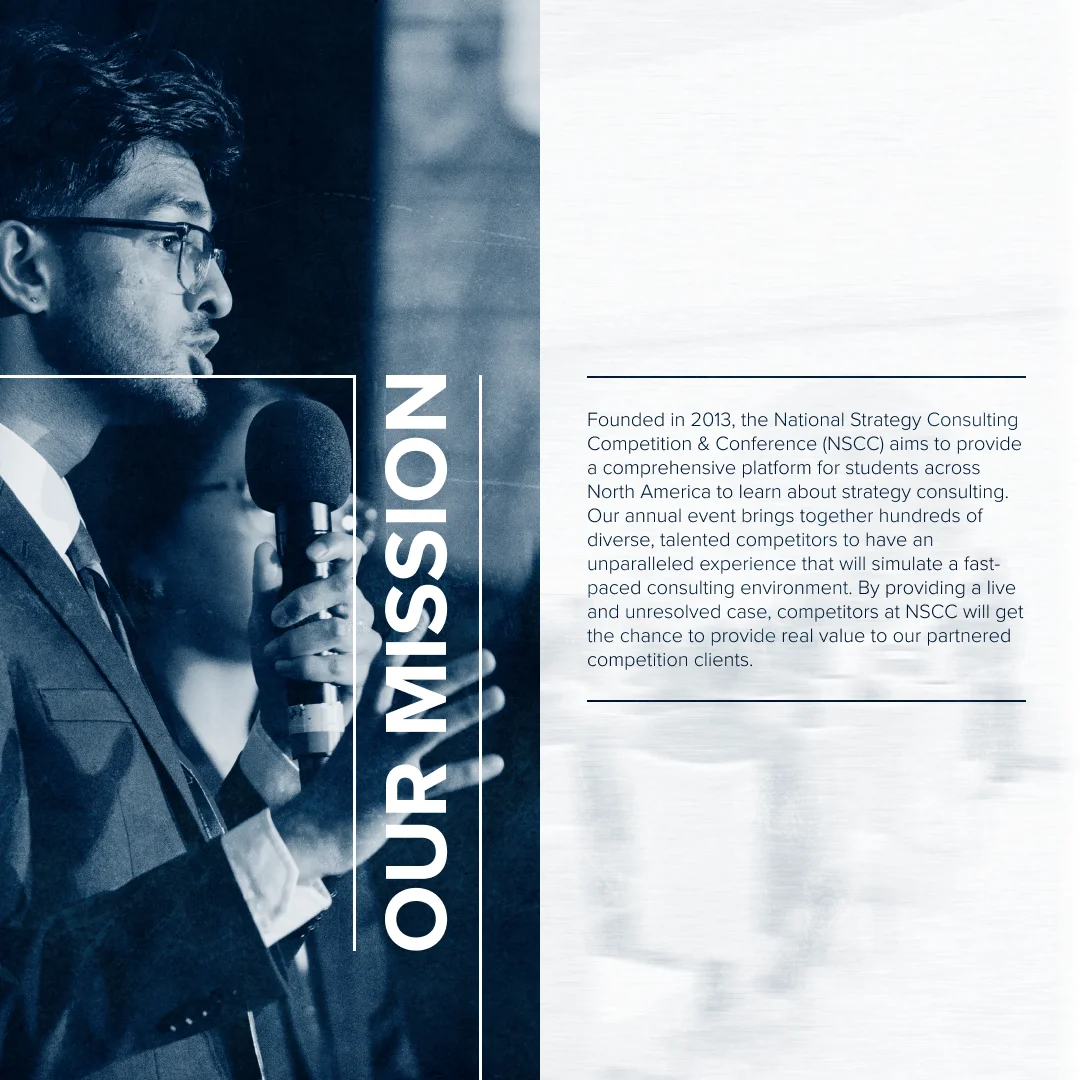 OUR MISSION
Founded in 2013, the National Strategy Consulting
Competition & Conference (NSCC) aims to provide
a comprehensive platform for students across
North America to learn about strategy consulting.
Our annual event brings together hundreds of
diverse, talented competitors to have an
unparalleled experience that will simulate a fast-
paced consulting environment. By providing a live
and unresolved case, competitors at NSCC will get
the chance to provide real value to our partnered
competition clients.